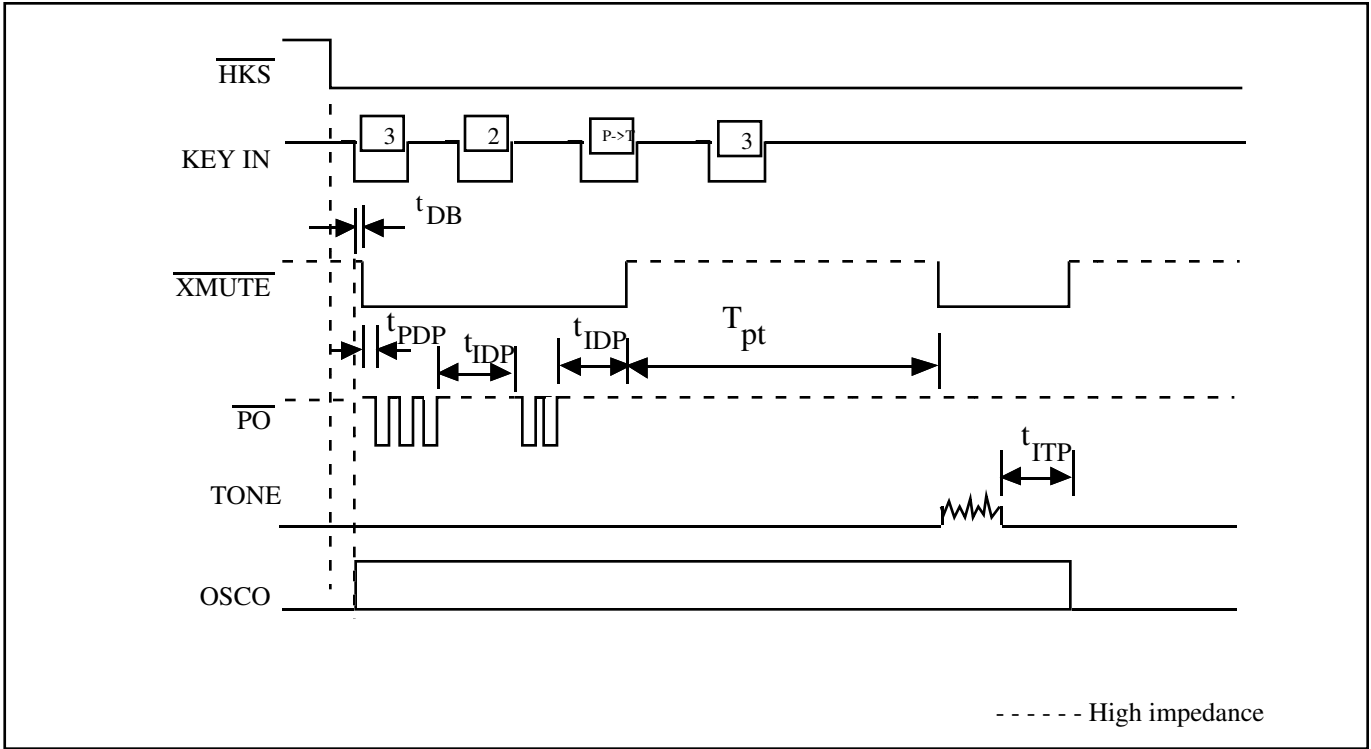 HKS
KEY IN
3
2
P->T
3
tDB
XMUTE
tPDP
tIDP
tIDP
Tpt
PO
tITP
TONE
OSCO
- - - - - - High impedance